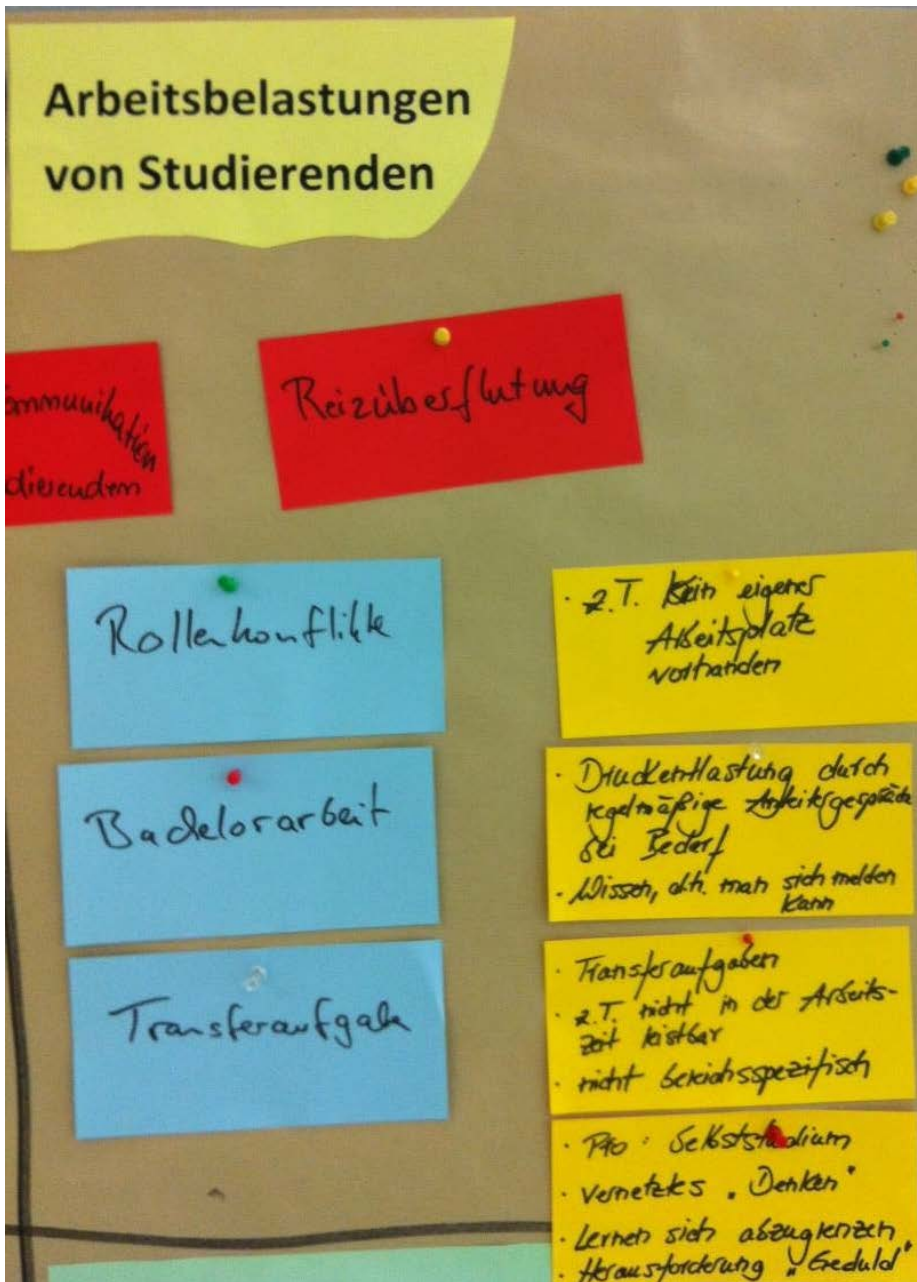 Arbeitsbelastungen
von Studierenden
ommunikation
dierenden
Reizüberflutung
Rollenkonflikte
Bachelorarbeit
Transferaufgabe
· z.T. Kein eigener
Arbeitsplatz
vorhanden
· Druckentlastung durch
regelmäßige Arbeitsgespräche
bei Bedarf
· Wissen, d.h. man sich melden
kann
· Transferaufgaben
· z.T. nicht in der Arbeits-
zeit leistbar
· nicht bereichsspezifisch
· Pro: Selbststudium
· vernetztes „Denken“
· Lernen sich abzugrenzen
· Herausforderung „Geduld“